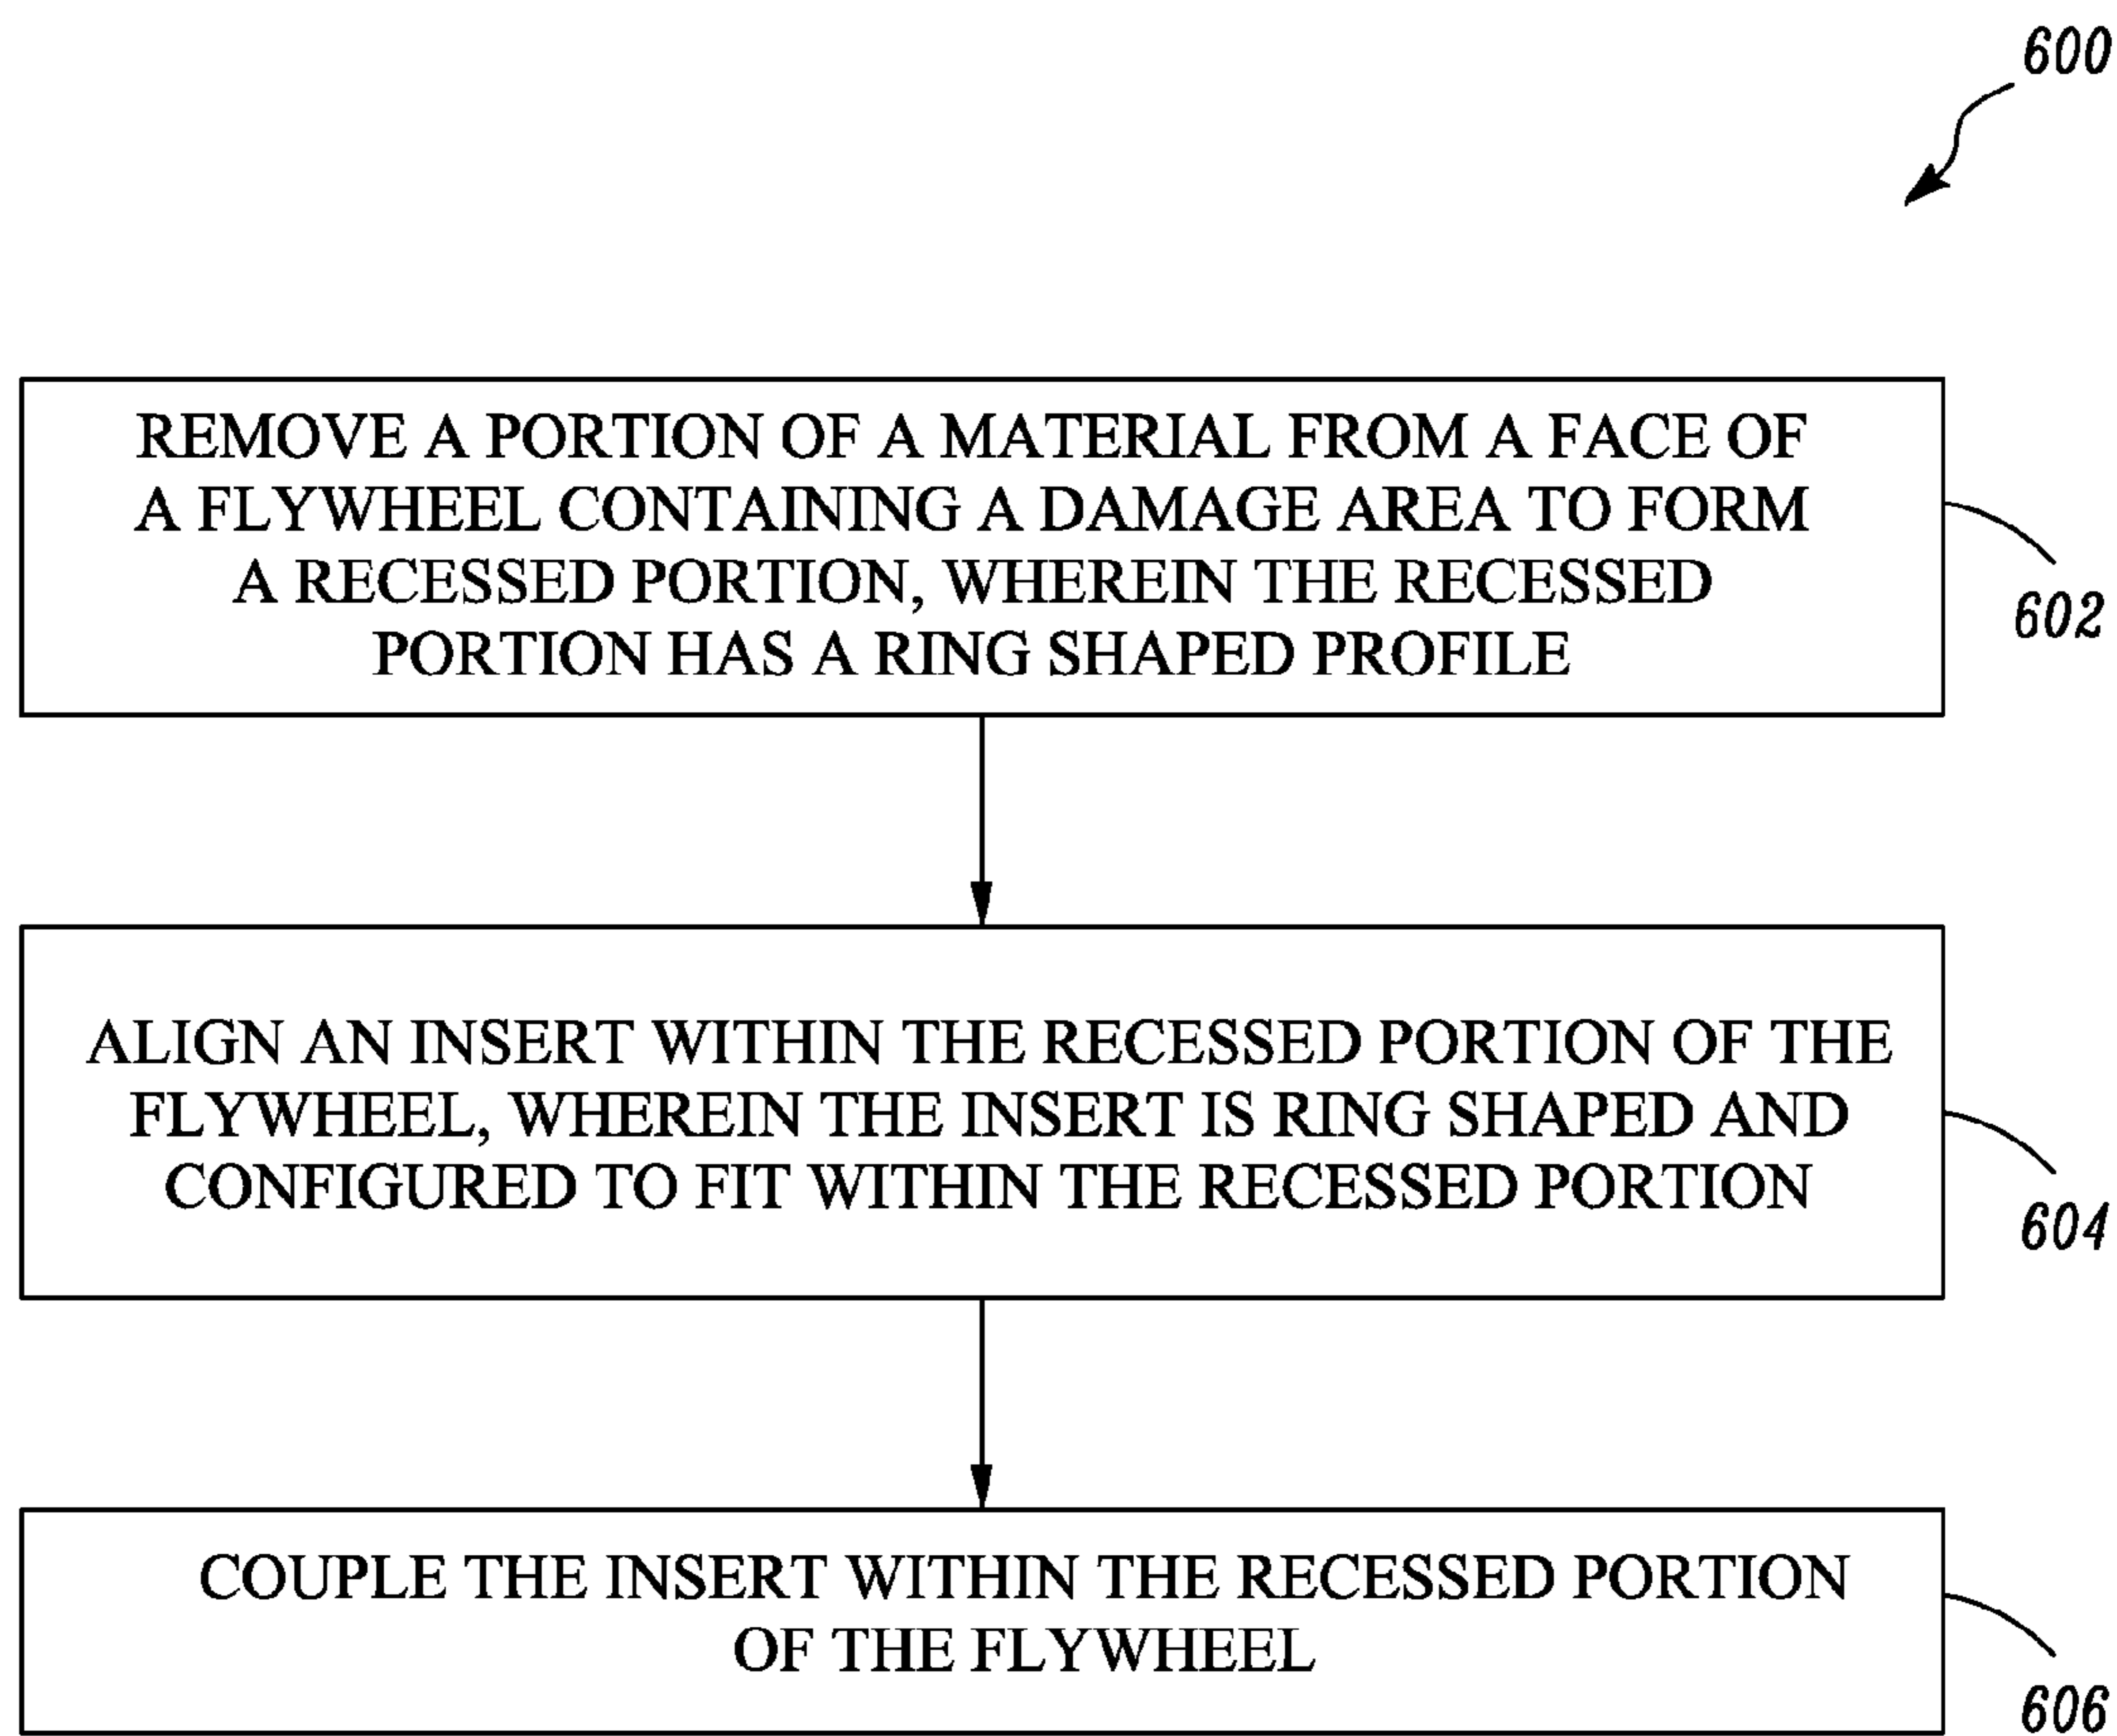 600
REMOVE A PORTION OF A MATERIAL FROM A FACE OF
A FLYWHEEL CONTAINING A DAMAGE AREA TO FORM
A RECESSED PORTION, WHEREIN THE RECESSED
PORTION HAS A RING SHAPED PROFILE
602
ALIGN AN INSERT WITHIN THE RECESSED PORTION OF THE
FLYWHEEL, WHEREIN THE INSERT IS RING SHAPED AND
CONFIGURED TO FIT WITHIN THE RECESSED PORTION
604
COUPLE THE INSERT WITHIN THE RECESSED PORTION
OF THE FLYWHEEL
606